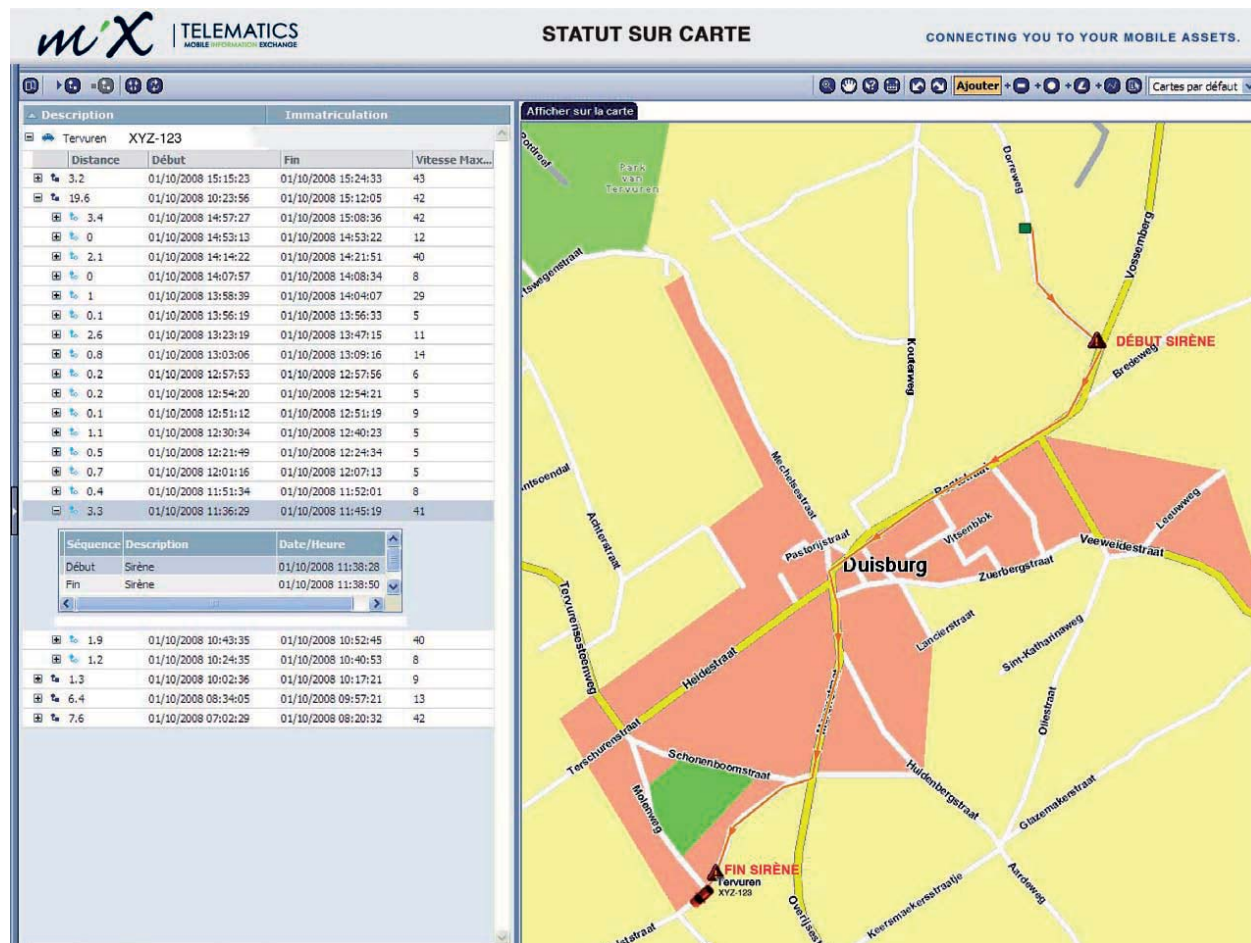 m'X TELEMATICS
MOBILE INFORMATION EXCHANGE
STATUT SUR CARTE
CONNECTING YOU TO YOUR MOBILE ASSETS.
Ajouter
Cartes par défaut
Description Immatriculation
Tervuren XYZ-123
Distance Début Fin Vitesse Max...
3.2 01/10/2008 15:15:23 01/10/2008 15:24:33 43
19.6 01/10/2008 10:23:56 01/10/2008 15:12:05 42
3.4 01/10/2008 14:57:27 01/10/2008 15:08:36 42
0 01/10/2008 14:53:13 01/10/2008 14:53:22 12
2.1 01/10/2008 14:14:22 01/10/2008 14:21:51 40
0 01/10/2008 14:07:57 01/10/2008 14:08:34 8
1 01/10/2008 13:58:39 01/10/2008 14:04:07 29
0.1 01/10/2008 13:56:19 01/10/2008 13:56:33 5
2.6 01/10/2008 13:23:19 01/10/2008 13:47:15 11
0.8 01/10/2008 13:03:06 01/10/2008 13:09:16 14
0.2 01/10/2008 12:57:53 01/10/2008 12:57:56 6
0.2 01/10/2008 12:54:20 01/10/2008 12:54:21 5
0.1 01/10/2008 12:51:12 01/10/2008 12:51:19 9
1.1 01/10/2008 12:30:34 01/10/2008 12:40:23 5
0.5 01/10/2008 12:21:49 01/10/2008 12:24:34 5
0.7 01/10/2008 12:01:16 01/10/2008 12:07:13 5
0.4 01/10/2008 11:51:34 01/10/2008 11:52:01 8
3.3 01/10/2008 11:36:29 01/10/2008 11:45:19 41
Séquence Description Date/Heure
Début Sirène 01/10/2008 11:38:28
Fin Sirène 01/10/2008 11:38:50
1.9 01/10/2008 10:43:35 01/10/2008 10:52:45 40
1.2 01/10/2008 10:24:35 01/10/2008 10:40:53 8
1.3 01/10/2008 10:02:36 01/10/2008 10:17:21 9
6.4 01/10/2008 08:34:05 01/10/2008 09:57:21 13
7.6 01/10/2008 07:02:29 01/10/2008 08:20:32 42
Afficher sur la carte
Park
van
Tervuren
Dorreweg
Vossemberg
DÉBUT SIRÈNE
Bredeweg
Kouterweg
Mechelsestraat
Achterstraat
Pastorijstraat
Vitsenblok
Leeuwweg
Veeweidestraat
Duisburg
Zuerbergstraat
Lancierstraat
Sint-Katharinaweg
Tervurensesteenweg
Heidestraat
Oliestraat
Terschurenstraat
Schonenboomstraat
Molenweg
Huldenbergstraat
Glazemakerstraat
FIN SIRÈNE
Tervuren
XYZ-123
Aardeweg
Keersmaekersstraatje